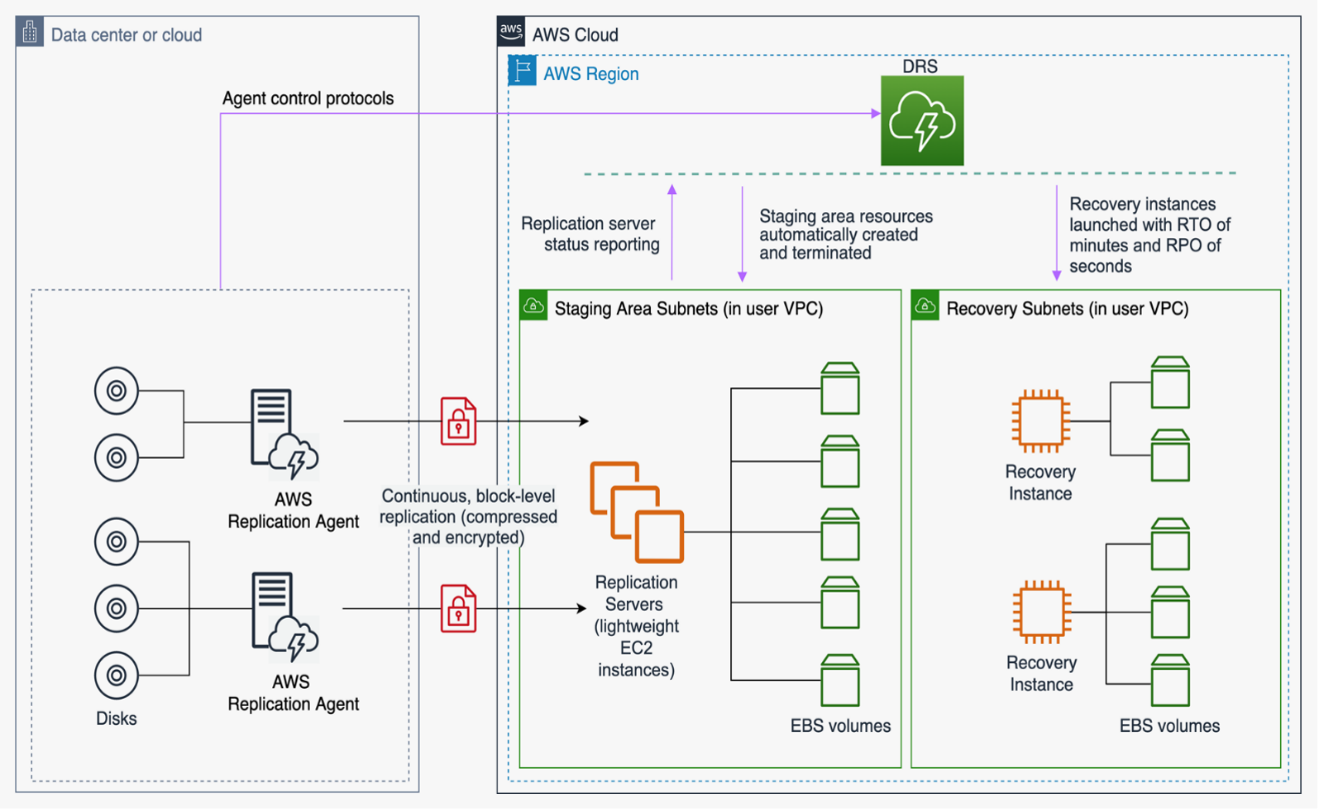 Data center or cloud
aws
AWS Cloud
AWS Region
DRS
Agent control protocols
Replication server
status reporting
Staging area resources
automatically created
and terminated
Recovery instances
launched with RTO of
minutes and RPO of
seconds
Staging Area Subnets (in user VPC)
Recovery Subnets (in user VPC)
AWS
Replication Agent
Continuous, block-level
replication (compressed
and encrypted)
Recovery
Instance
Replication
Servers
(lightweight
EC2
instances)
AWS
Replication Agent
Recovery
Instance
Disks
EBS volumes
EBS volumes